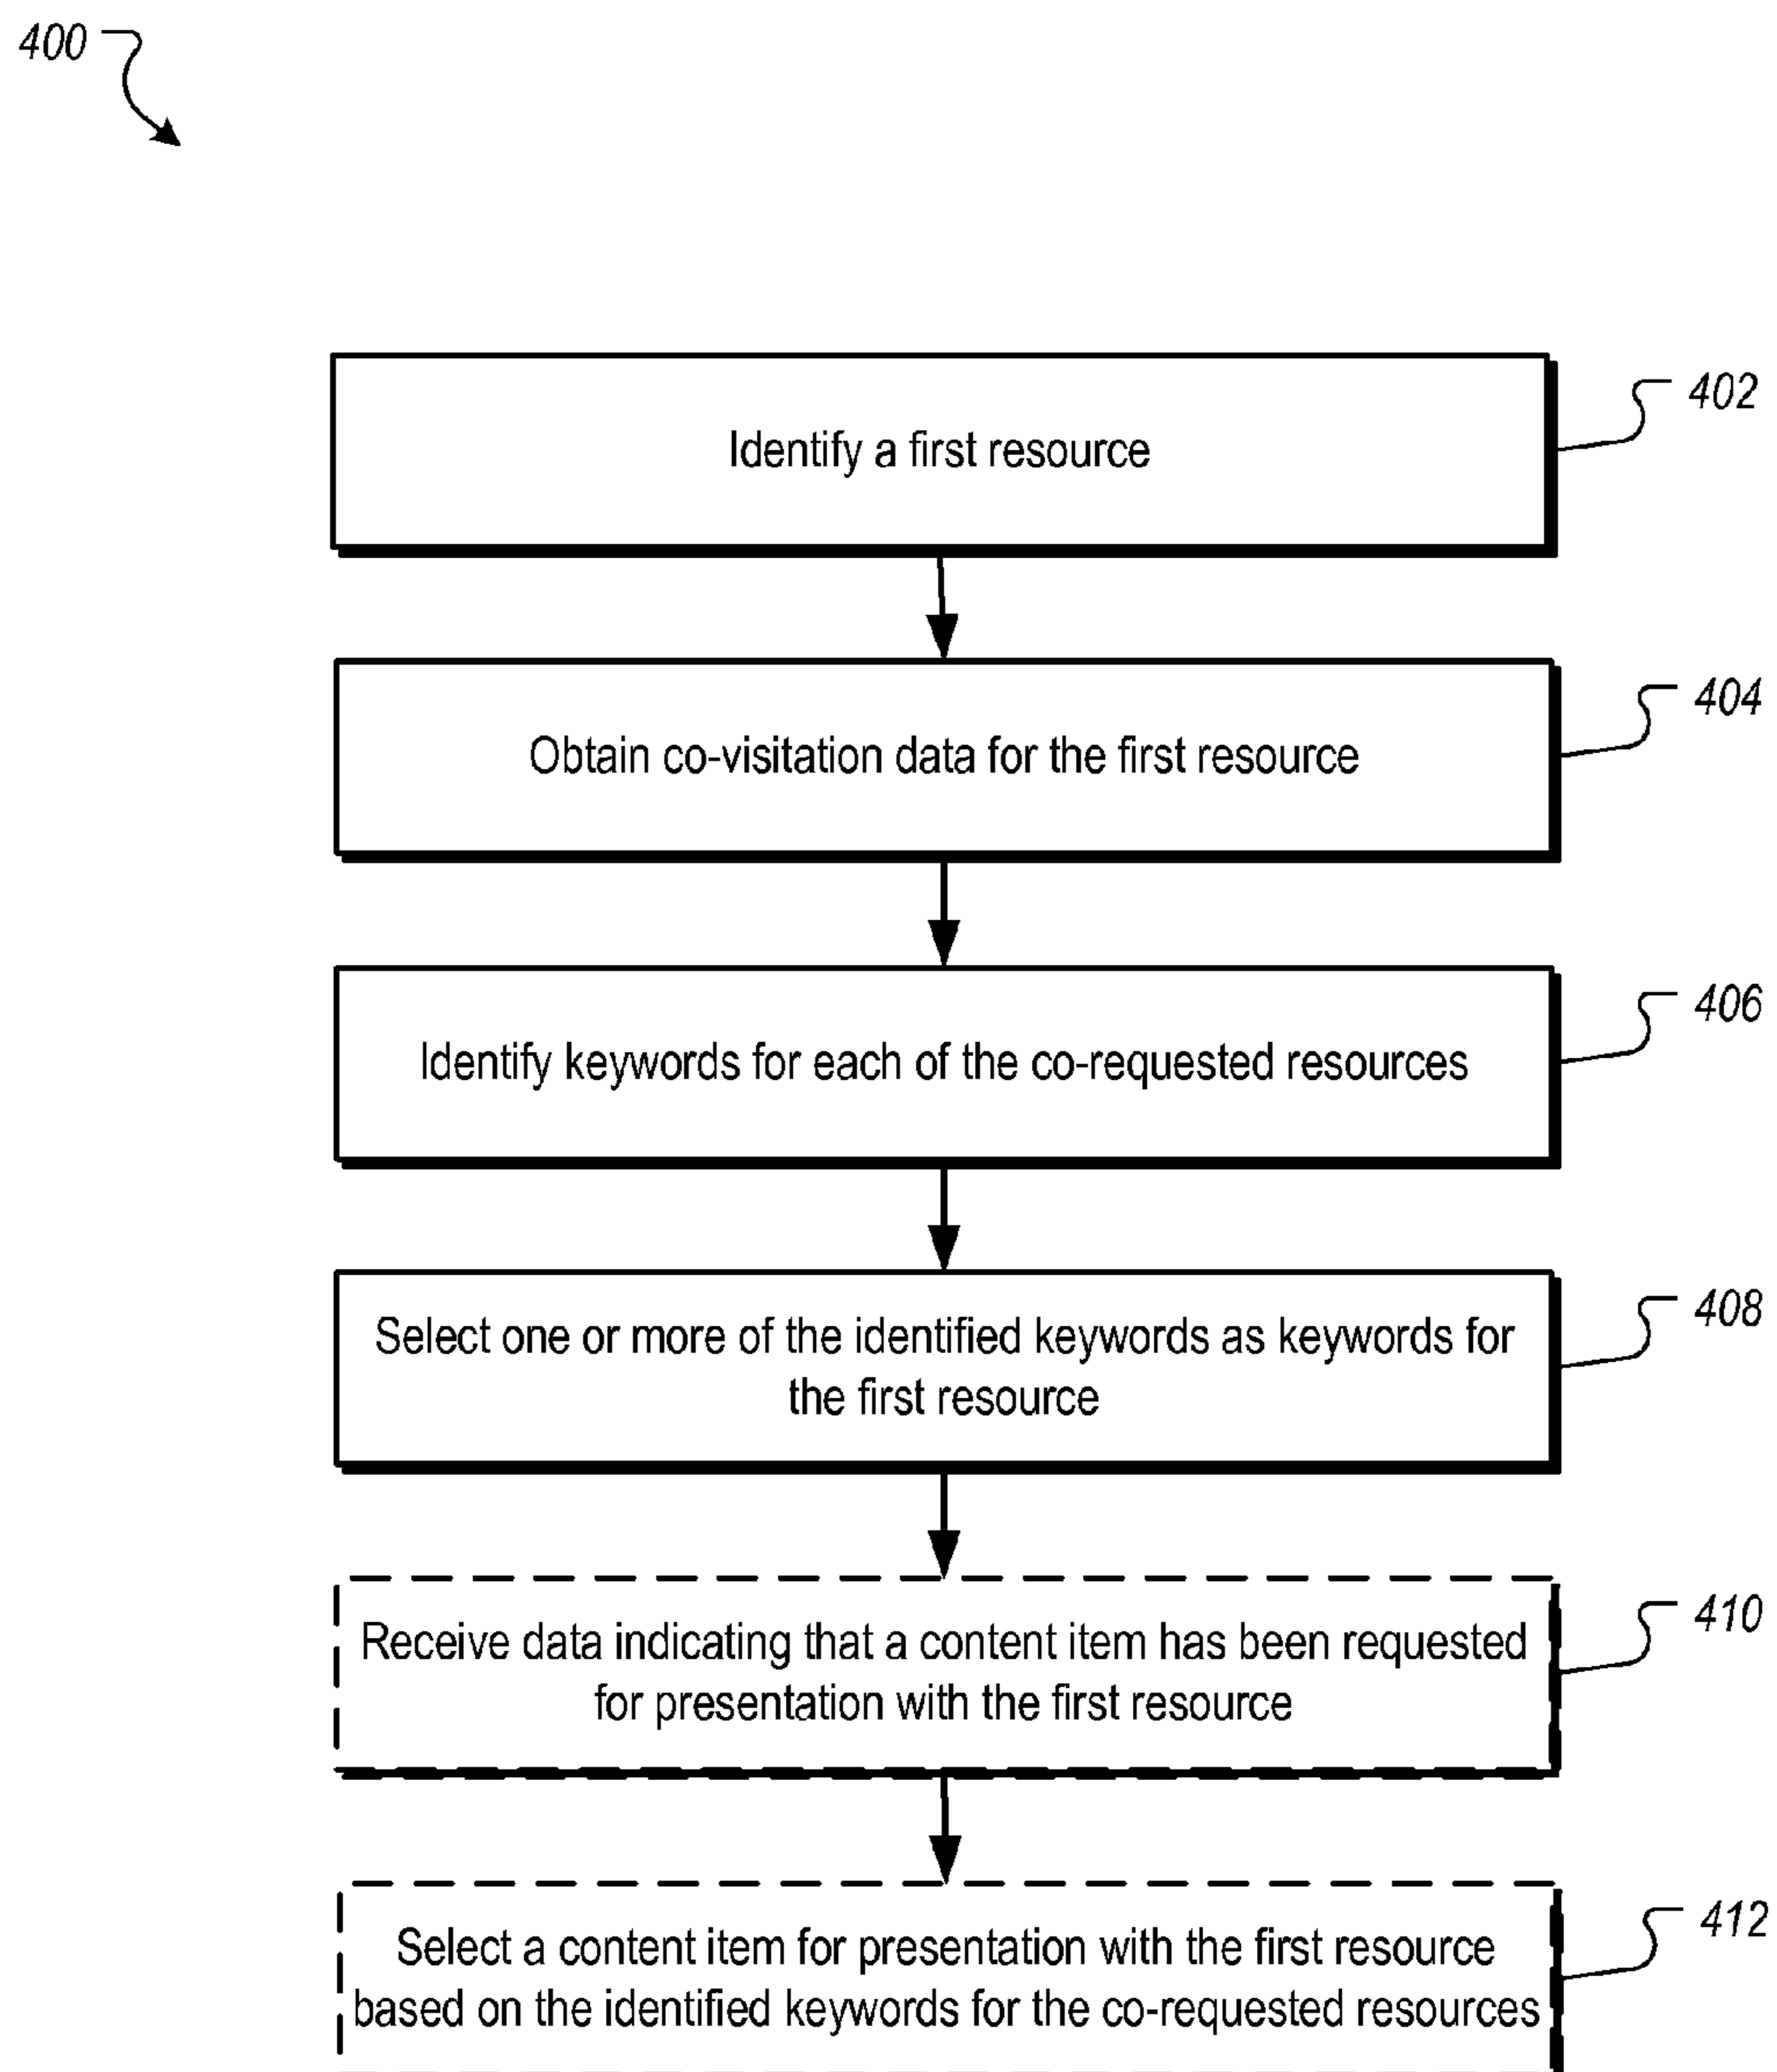 400
Identify a first resource
402
Obtain co-visitation data for the first resource
404
Identify keywords for each of the co-requested resources
406
Select one or more of the identified keywords as keywords for
the first resource
408
Receive data indicating that a content item has been requested
for presentation with the first resource
410
Select a content item for presentation with the first resource
based on the identified keywords for the co-requested resources
412